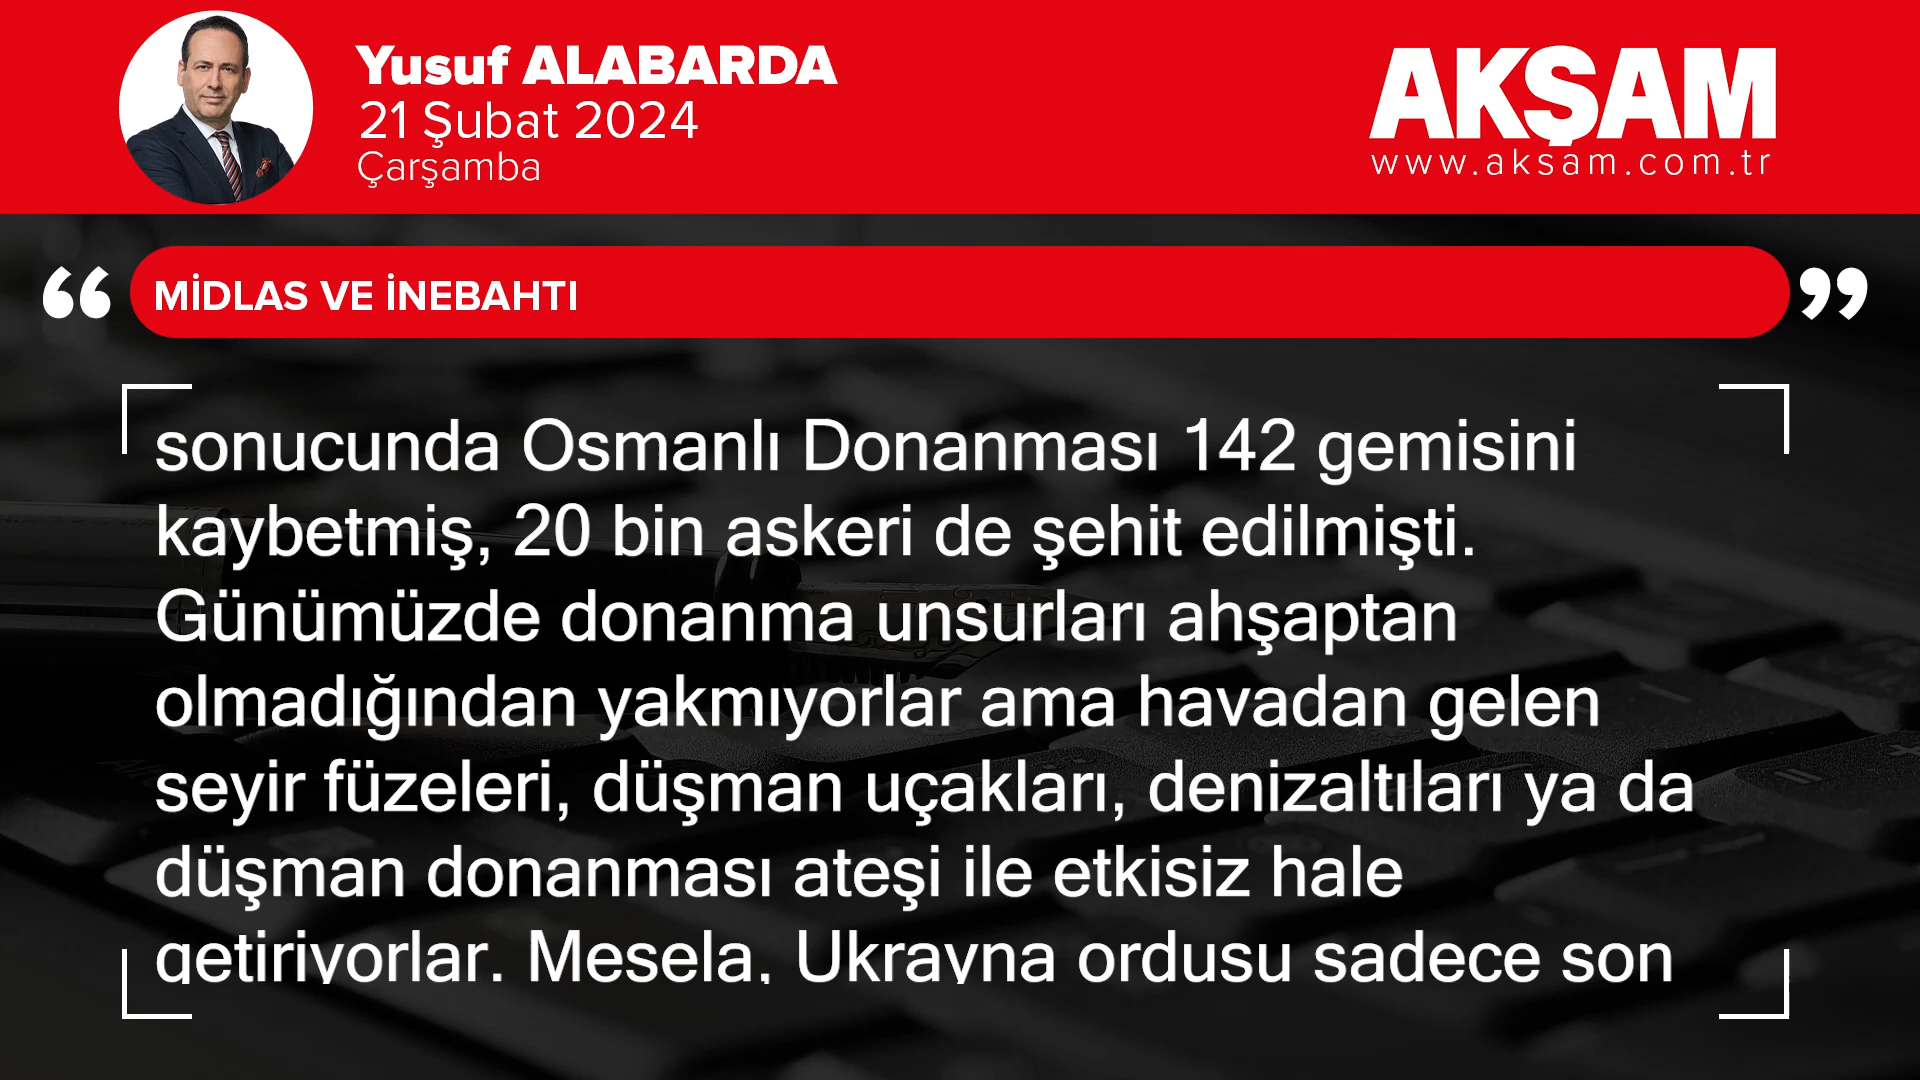 Yusuf ALABARDA
21 Şubat 2024
Çarşamba
AKŞAM
www.aksam.com.tr
“ MİDLAS VE İNEBAHTI ”
sonucunda Osmanlı Donanması 142 gemisini
kaybetmiş, 20 bin askeri de şehit edilmişti.
Günümüzde donanma unsurları ahşaptan
olmadığından yakmıyorlar ama havadan gelen
seyir füzeleri, düşman uçakları, denizaltıları ya da
düşman donanması ateşi ile etkisiz hale
getiriyorlar. Mesela, Ukrayna ordusu sadece son